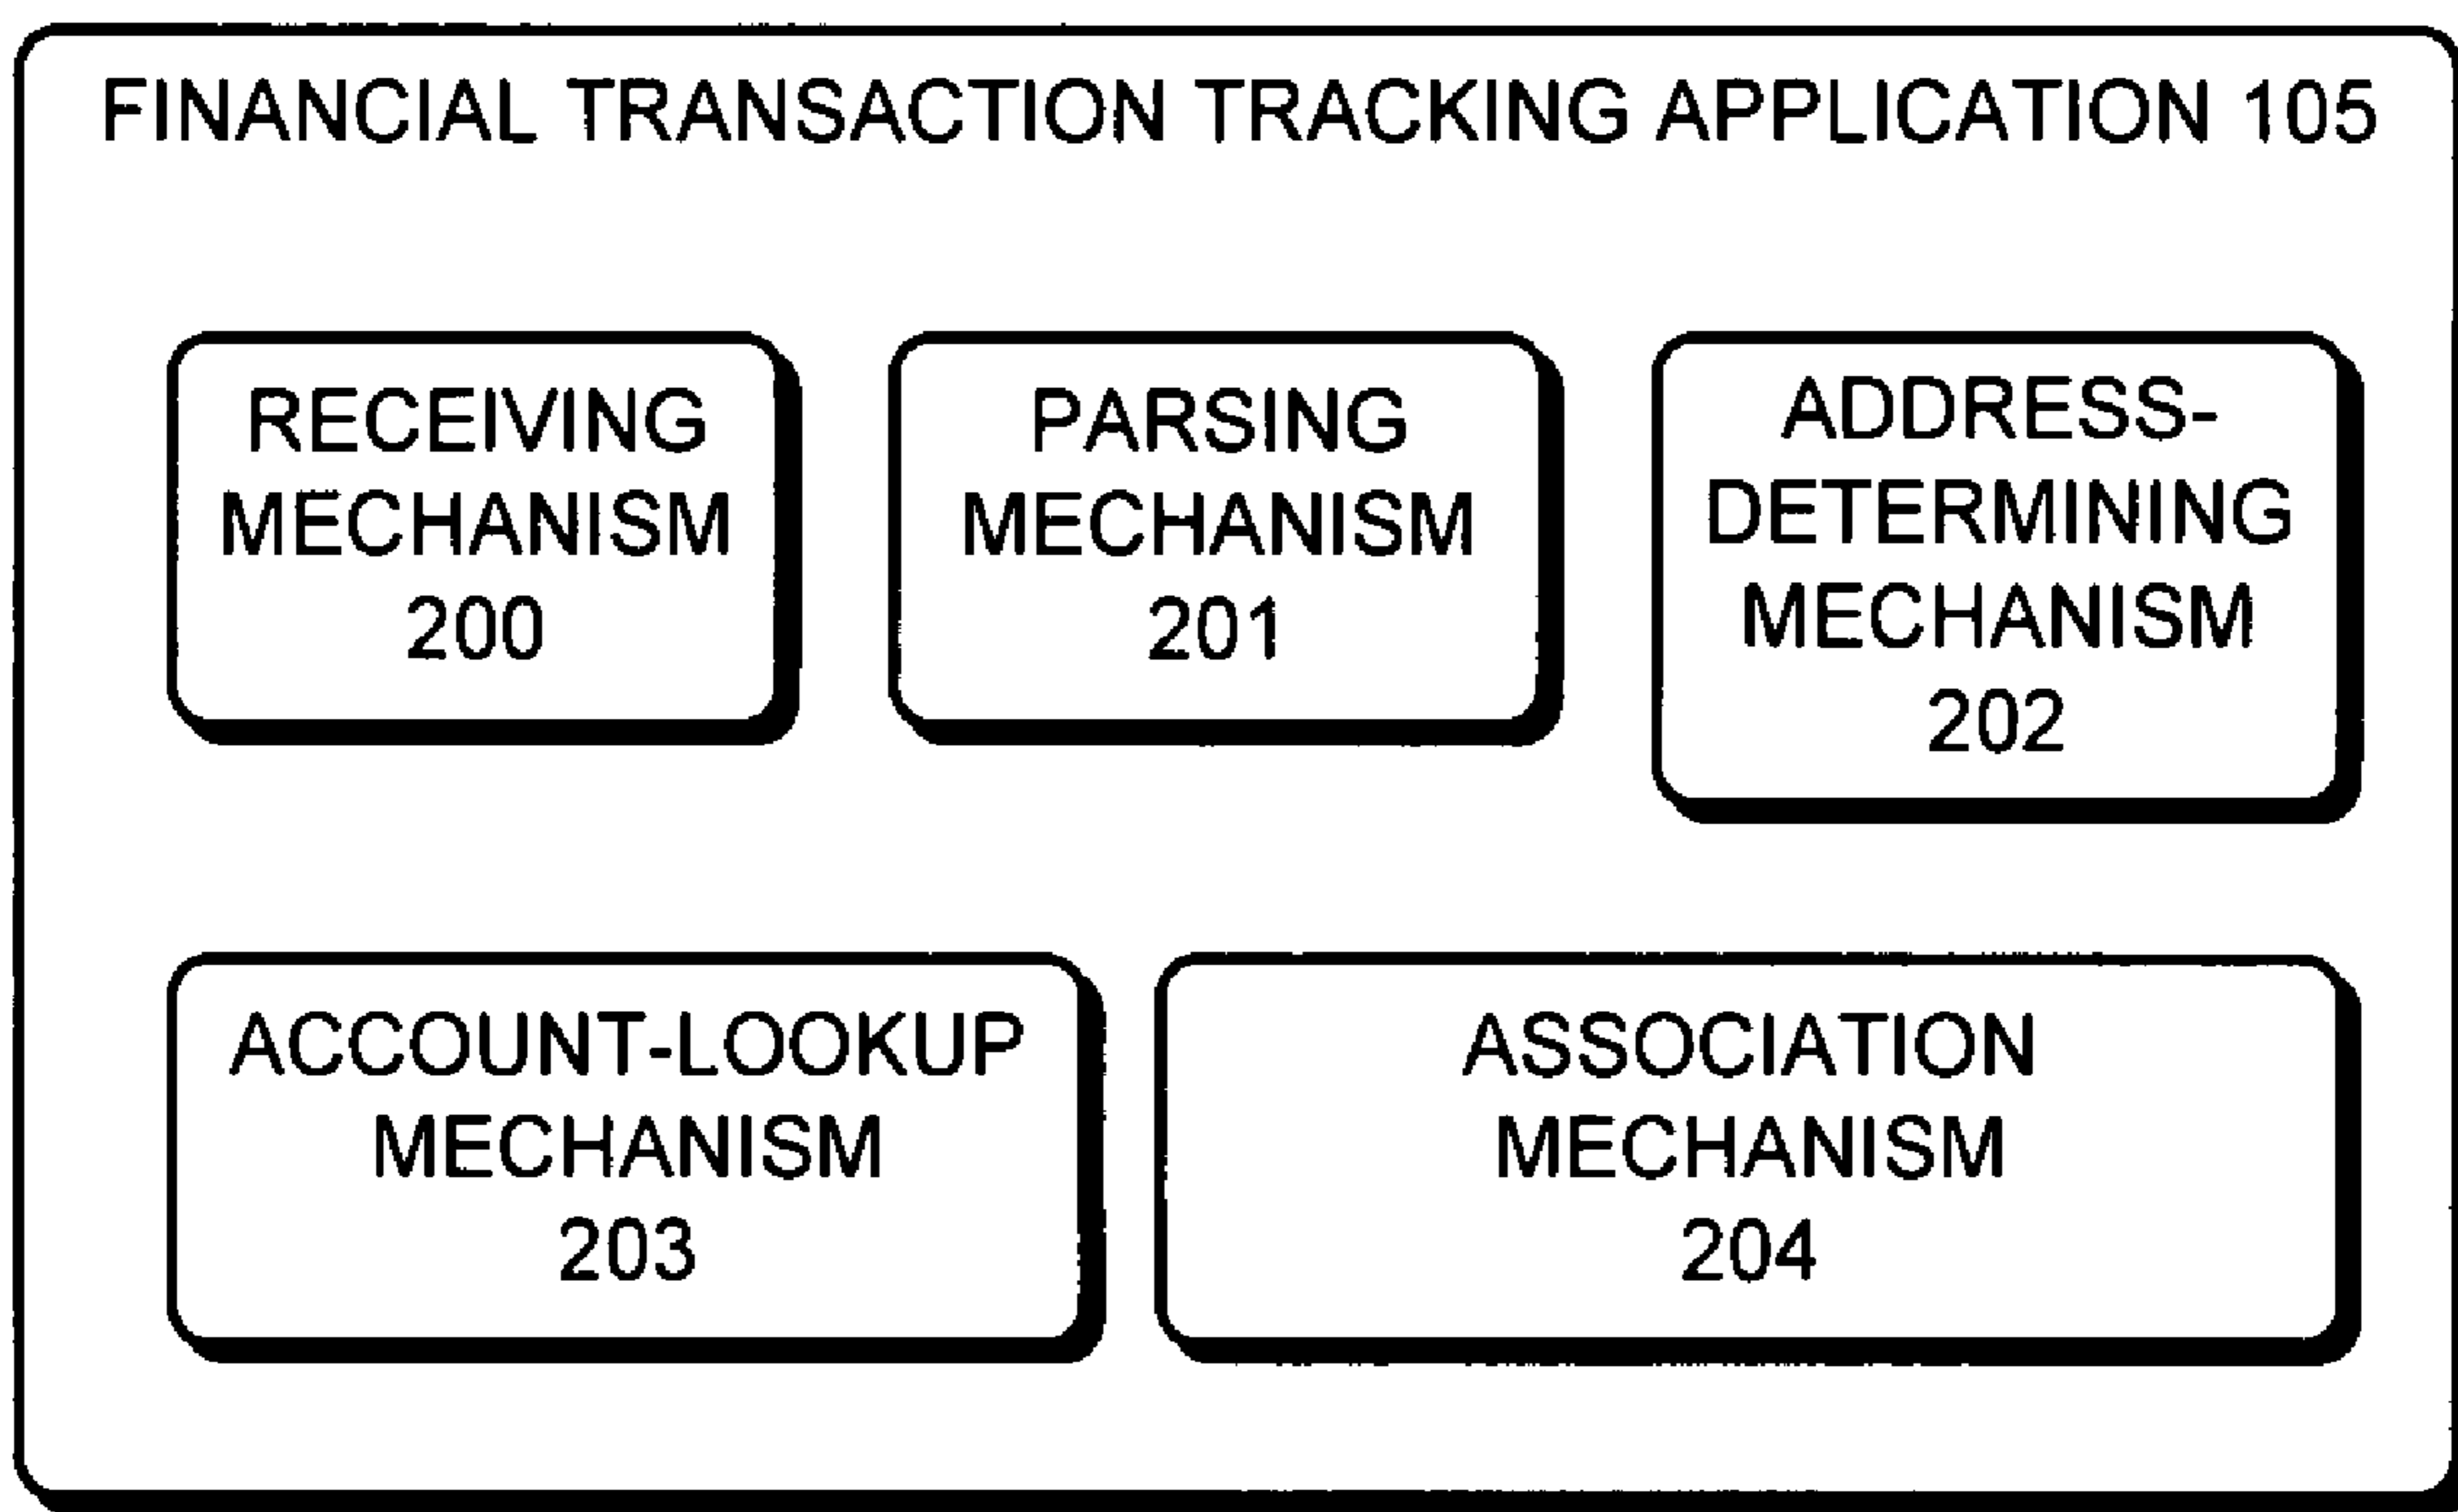 FINANCIAL TRANSACTION TRACKING APPLICATION 105
RECEIVING
MECHANISM
200
PARSING
MECHANISM
201
ADDRESS-
DETERMINING
MECHANISM
202
ACCOUNT-LOOKUP
MECHANISM
203
ASSOCIATION
MECHANISM
204